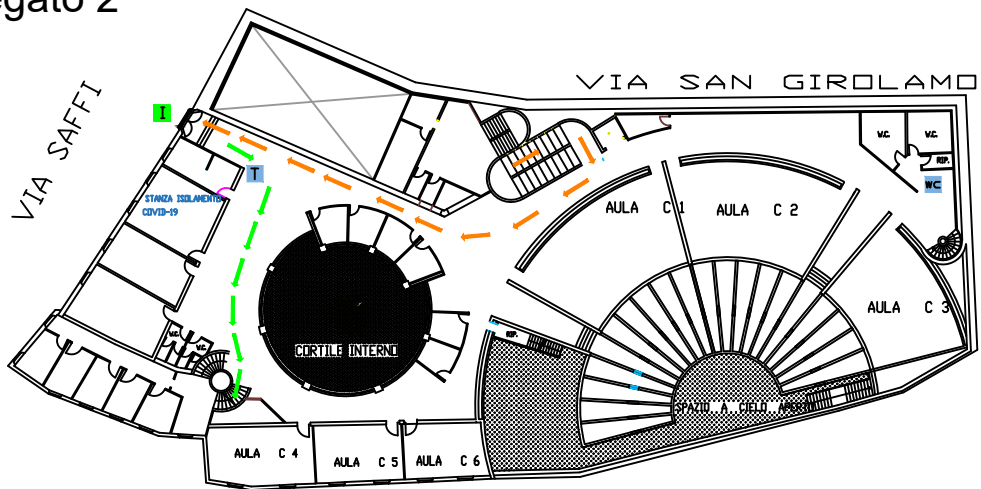 egato 2
VIA SAN GIROLAMO
VIA SAFFI
I
T
STANZA ISOLAMENTO
COVID-19
W.C.
W.C.
RIP.
WC
AULA C 1
AULA C 2
AULA C 3
CORTILE INTERNO
RIP.
W.C.
W.C.
SPAZIO A CIELO APERTO
AULA C 4
AULA C 5
AULA C 6